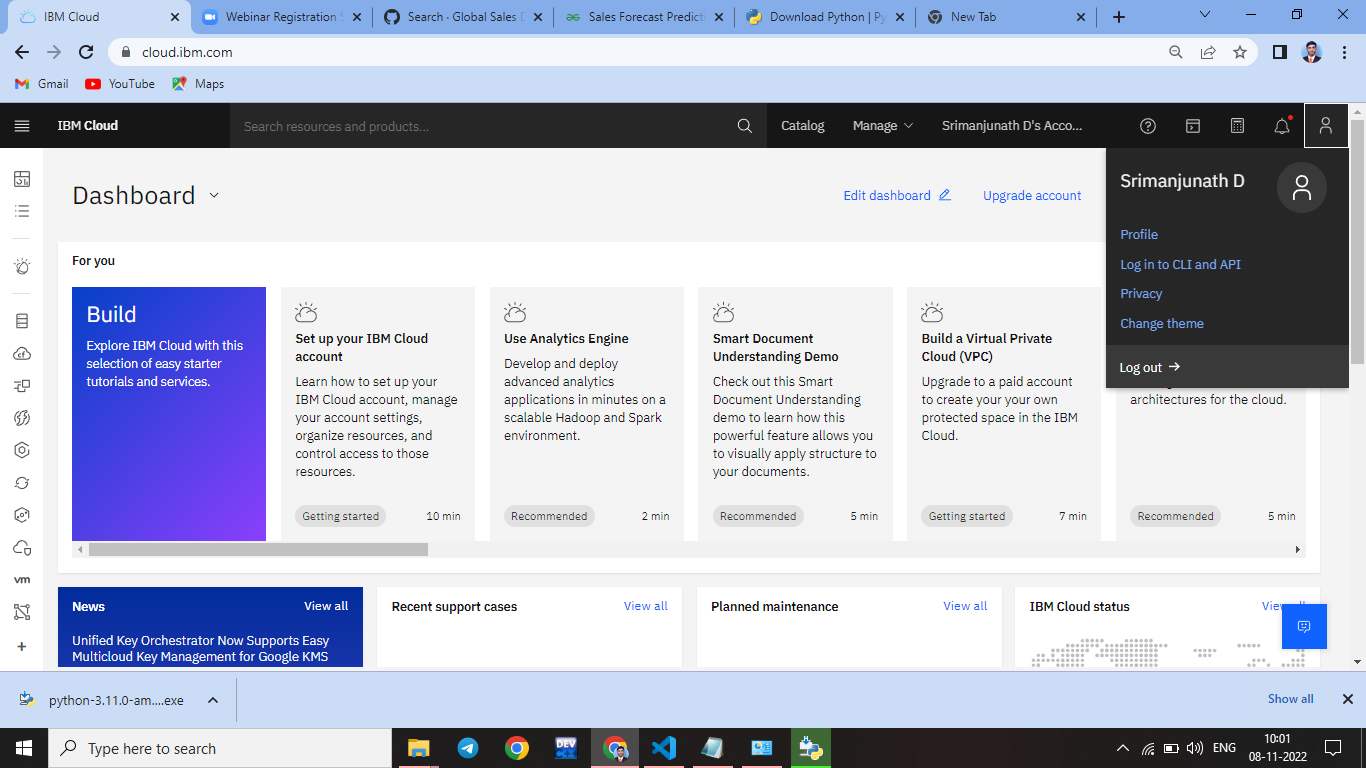 IBM Cloud
Webinar Registration
Search · Global Sales D
Sales Forecast Predicti
Download Python | Py
New Tab
cloud.ibm.com
Gmail
YouTube
Maps
IBM Cloud
Search resources and products...
Catalog
Manage
Srimanjunath D's Acco...
Dashboard
Edit dashboard
Upgrade account
Srimanjunath D
Profile
Log in to CLI and API
Privacy
Change theme
Log out
For you
Build
Explore IBM Cloud with this
selection of easy starter
tutorials and services.
Set up your IBM Cloud
account
Learn how to set up your
IBM Cloud account, manage
your account settings,
organize resources, and
control access to those
resources.
Getting started
10 min
Use Analytics Engine
Develop and deploy
advanced analytics
applications in minutes on a
scalable Hadoop and Spark
environment.
Recommended
2 min
Smart Document
Understanding Demo
Check out this Smart
Document Understanding
demo to learn how this
powerful feature allows you
to visually apply structure to
your documents.
Recommended
5 min
Build a Virtual Private
Cloud (VPC)
Upgrade to a paid account
to create your your own
protected space in the IBM
Cloud.
Getting started
7 min
architectures for the cloud.
Recommended
5 min
cf
vm
News
View all
Unified Key Orchestrator Now Supports Easy
Multicloud Key Management for Google KMS
Recent support cases
View all
Planned maintenance
View all
IBM Cloud status
python-3.11.0-am....exe
Show all
Type here to search
DEV
ENG
10:01
08-11-2022